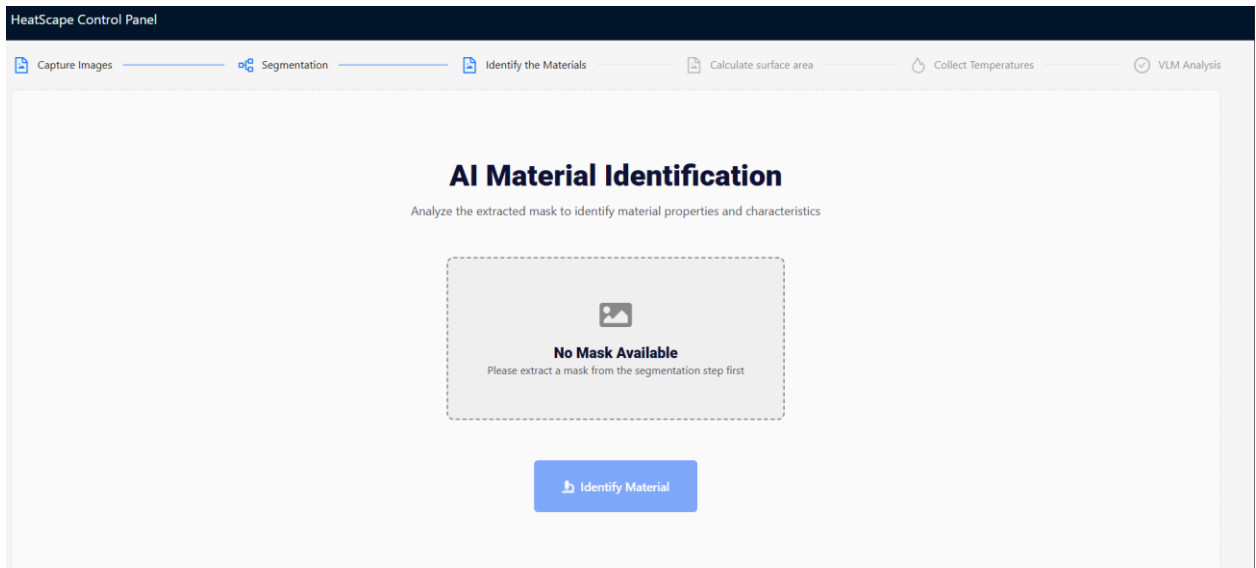 HeatScape Control Panel
Capture Images
Segmentation
Identify the Materials
Calculate surface area
Collect Temperatures
VLM Analysis
AI Material Identification
Analyze the extracted mask to identify material properties and characteristics
No Mask Available
Please extract a mask from the segmentation step first
Identify Material